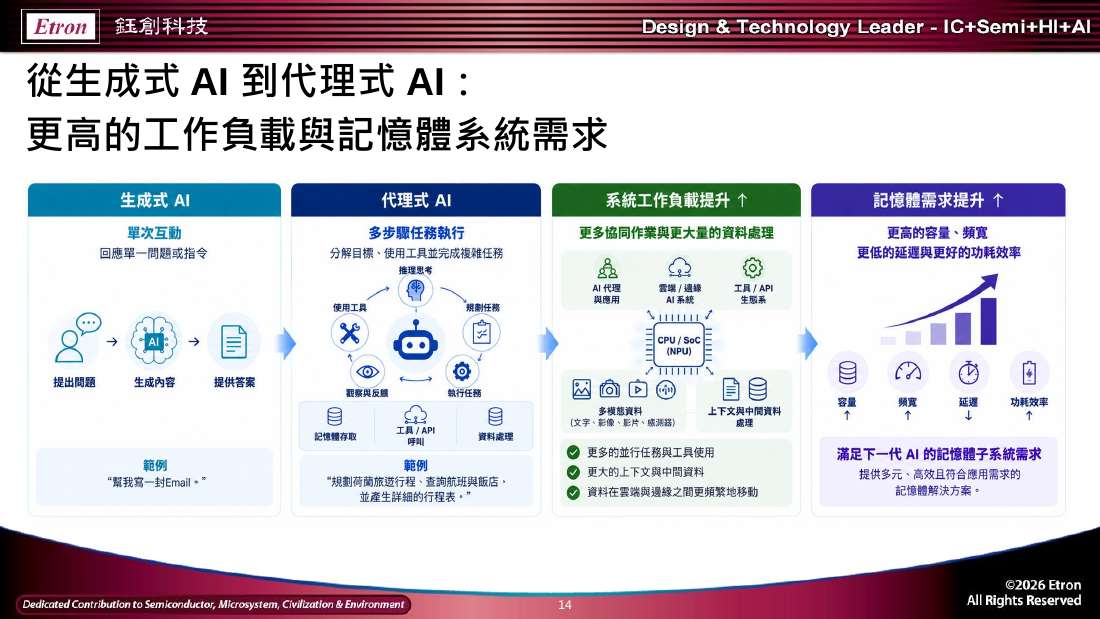 Etron 鈺創科技
Design & Technology Leader - IC+Semi+HI+AI
從生成式 AI 到代理式 AI：
更高的工作負載與記憶體系統需求
生成式 AI
單次互動
回應單一問題或指令
AI
提出問題
生成內容
提供答案
範例
“幫我寫一封Email。”
代理式 AI
多步驟任務執行
分解目標、使用工具並完成複雜任務
推理思考
使用工具
規劃任務
觀察與反饋
執行任務
記憶體存取
工具 / API
呼叫
資料處理
範例
“規劃荷蘭旅遊行程、查詢航班與飯店，
並產生詳細的行程表。”
系統工作負載提升 ↑
更多協同作業與更大量的資料處理
AI 代理
與應用
雲端 / 邊緣
AI 系統
工具 / API
生態系
CPU / SoC
(NPU)
多模態資料
(文字、影像、影片、感測器)
上下文與中間資料
處理
更多的並行任務與工具使用
更大的上下文與中間資料
資料在雲端與邊緣之間更頻繁地移動
記憶體需求提升 ↑
更高的容量、頻寬
更低的延遲與更好的功耗效率
容量
↑
頻寬
↑
延遲
↓
功耗效率
↑
滿足下一代 AI 的記憶體子系統需求
提供多元、高效且符合應用需求的
記憶體解決方案。
Dedicated Contribution to Semiconductor, Microsystem, Civilization & Environment
14
©2026 Etron
All Rights Reserved